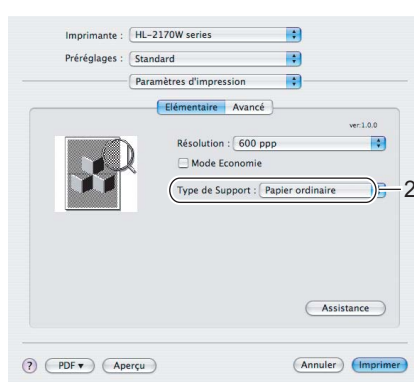 Imprimante : HL-2170W series
Préréglages : Standard
Paramètres d'impression
Elémentaire Avancé
ver:1.0.0
Résolution : 600 ppp
Mode Economie
Type de Support : Papier ordinaire 2
Assistance
? PDF Aperçu Annuler Imprimer